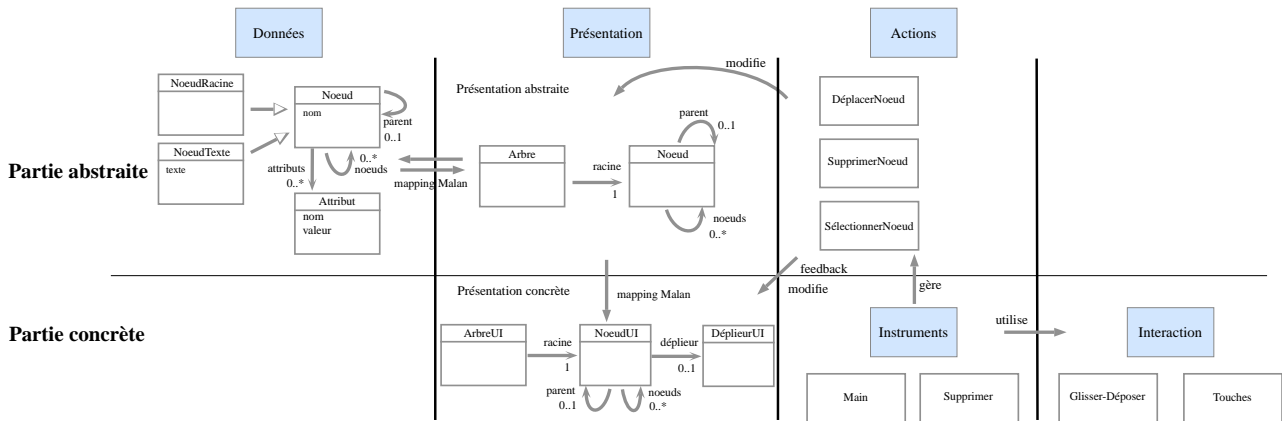 Données
Présentation
Actions
Partie abstraite
NoeudRacine
NoeudTexte
texte
Noeud
nom
parent
0..1
0..*
noeuds
attributs
0..*
Attribut
nom
valeur
mapping Malan
Présentation abstraite
Arbre
racine
1
Noeud
parent
0..1
noeuds
0..*
modifie
DéplacerNoeud
SupprimerNoeud
SélectionnerNoeud
feedback
modifie
gère
Partie concrète
Présentation concrète
mapping Malan
ArbreUI
racine
1
NoeudUI
déplieur
0..1
DéplieurUI
parent
0..1
noeuds
0..*
Instruments
utilise
Interaction
Main
Supprimer
Glisser-Déposer
Touches